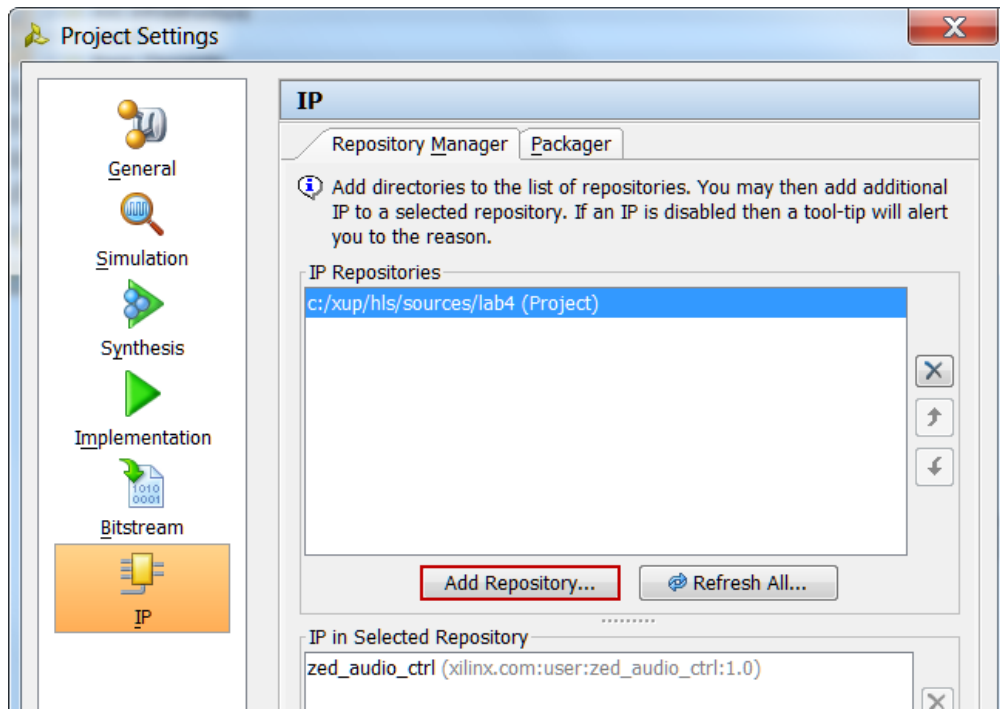 Project Settings
General
Simulation
Synthesis
Implementation
1010
0001
Bitstream
IP
IP
Repository Manager
Packager
Add directories to the list of repositories. You may then add additional
IP to a selected repository. If an IP is disabled then a tool-tip will alert
you to the reason.
IP Repositories
c:/xup/hls/sources/lab4 (Project)
Add Repository...
Refresh All...
IP in Selected Repository
zed_audio_ctrl (xilinx.com:user:zed_audio_ctrl:1.0)